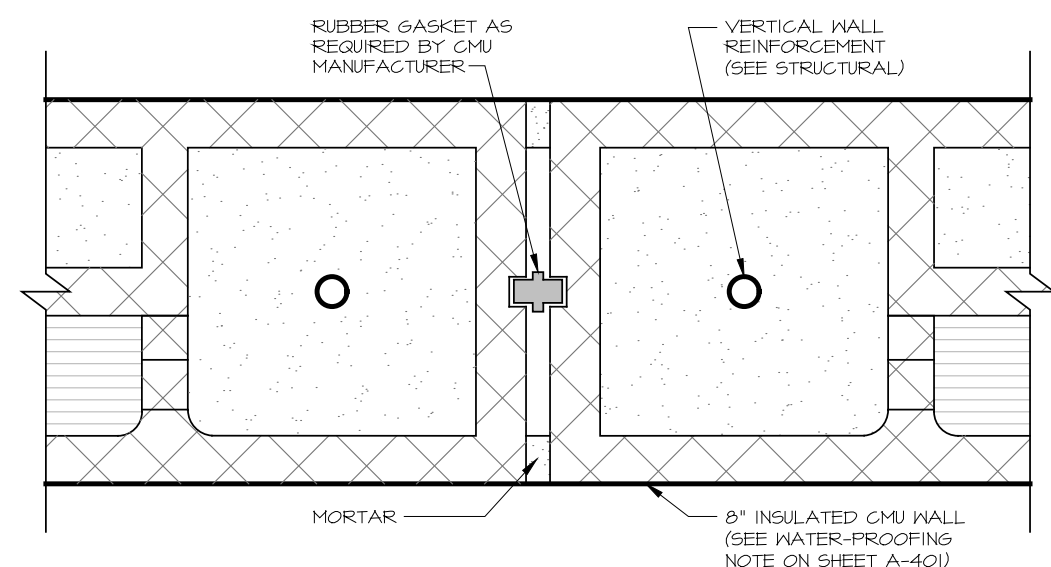 RUBBER GASKET AS
REQUIRED BY CMU
MANUFACTURER
VERTICAL WALL
REINFORCEMENT
(SEE STRUCTURAL)
MORTAR
8" INSULATED CMU WALL
(SEE WATER-PROOFING
NOTE ON SHEET A-401)